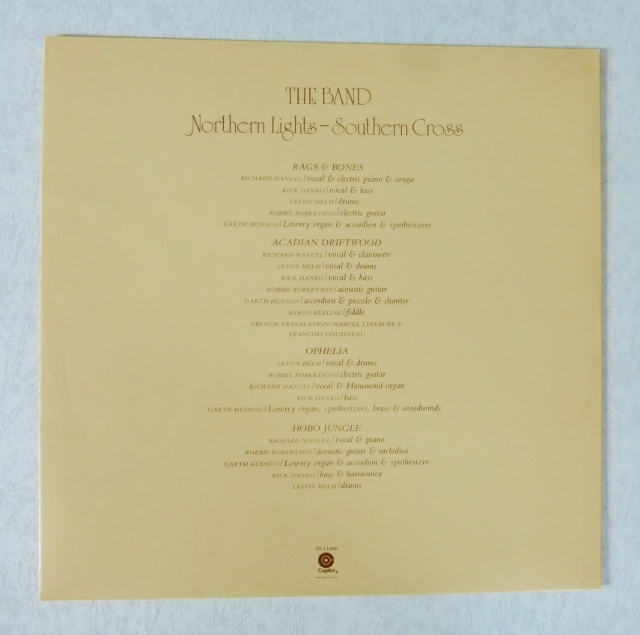 THE BAND
Northern Lights – Southern Cross
RAGS & BONES
RICHARD MANUEL/vocal & electric piano & conga
RICK DANKO/vocal & bass
LEVON HELM/drums
ROBBIE ROBERTSON/electric guitar
GARTH HUDSON/Lowrey organ & accordion & synthesizers
ACADIAN DRIFTWOOD
RICHARD MANUEL/vocal & clavinette
LEVON HELM/vocal & drums
RICK DANKO/vocal & bass
ROBBIE ROBERTSON/acoustic guitar
GARTH HUDSON/accordion & piccolo & chanter
BYRON BERLINE/fiddle
FRENCH TRANSLATION: MARCEL LEFEBURE &
FRANCOIS COUSINEAU
OPHELIA
LEVON HELM/vocal & drums
ROBBIE ROBERTSON/electric guitar
RICHARD MANUEL/vocal & Hammond organ
RICK DANKO/bass
GARTH HUDSON/Lowrey organ, synthesizers, brass & woodwinds
HOBO JUNGLE
RICHARD MANUEL/vocal & piano
ROBBIE ROBERTSON/acoustic guitar & melodica
GARTH HUDSON/Lowrey organ & accordion & synthesizer
RICK DANKO/bass & harmonica
LEVON HELM/drums
Capitol